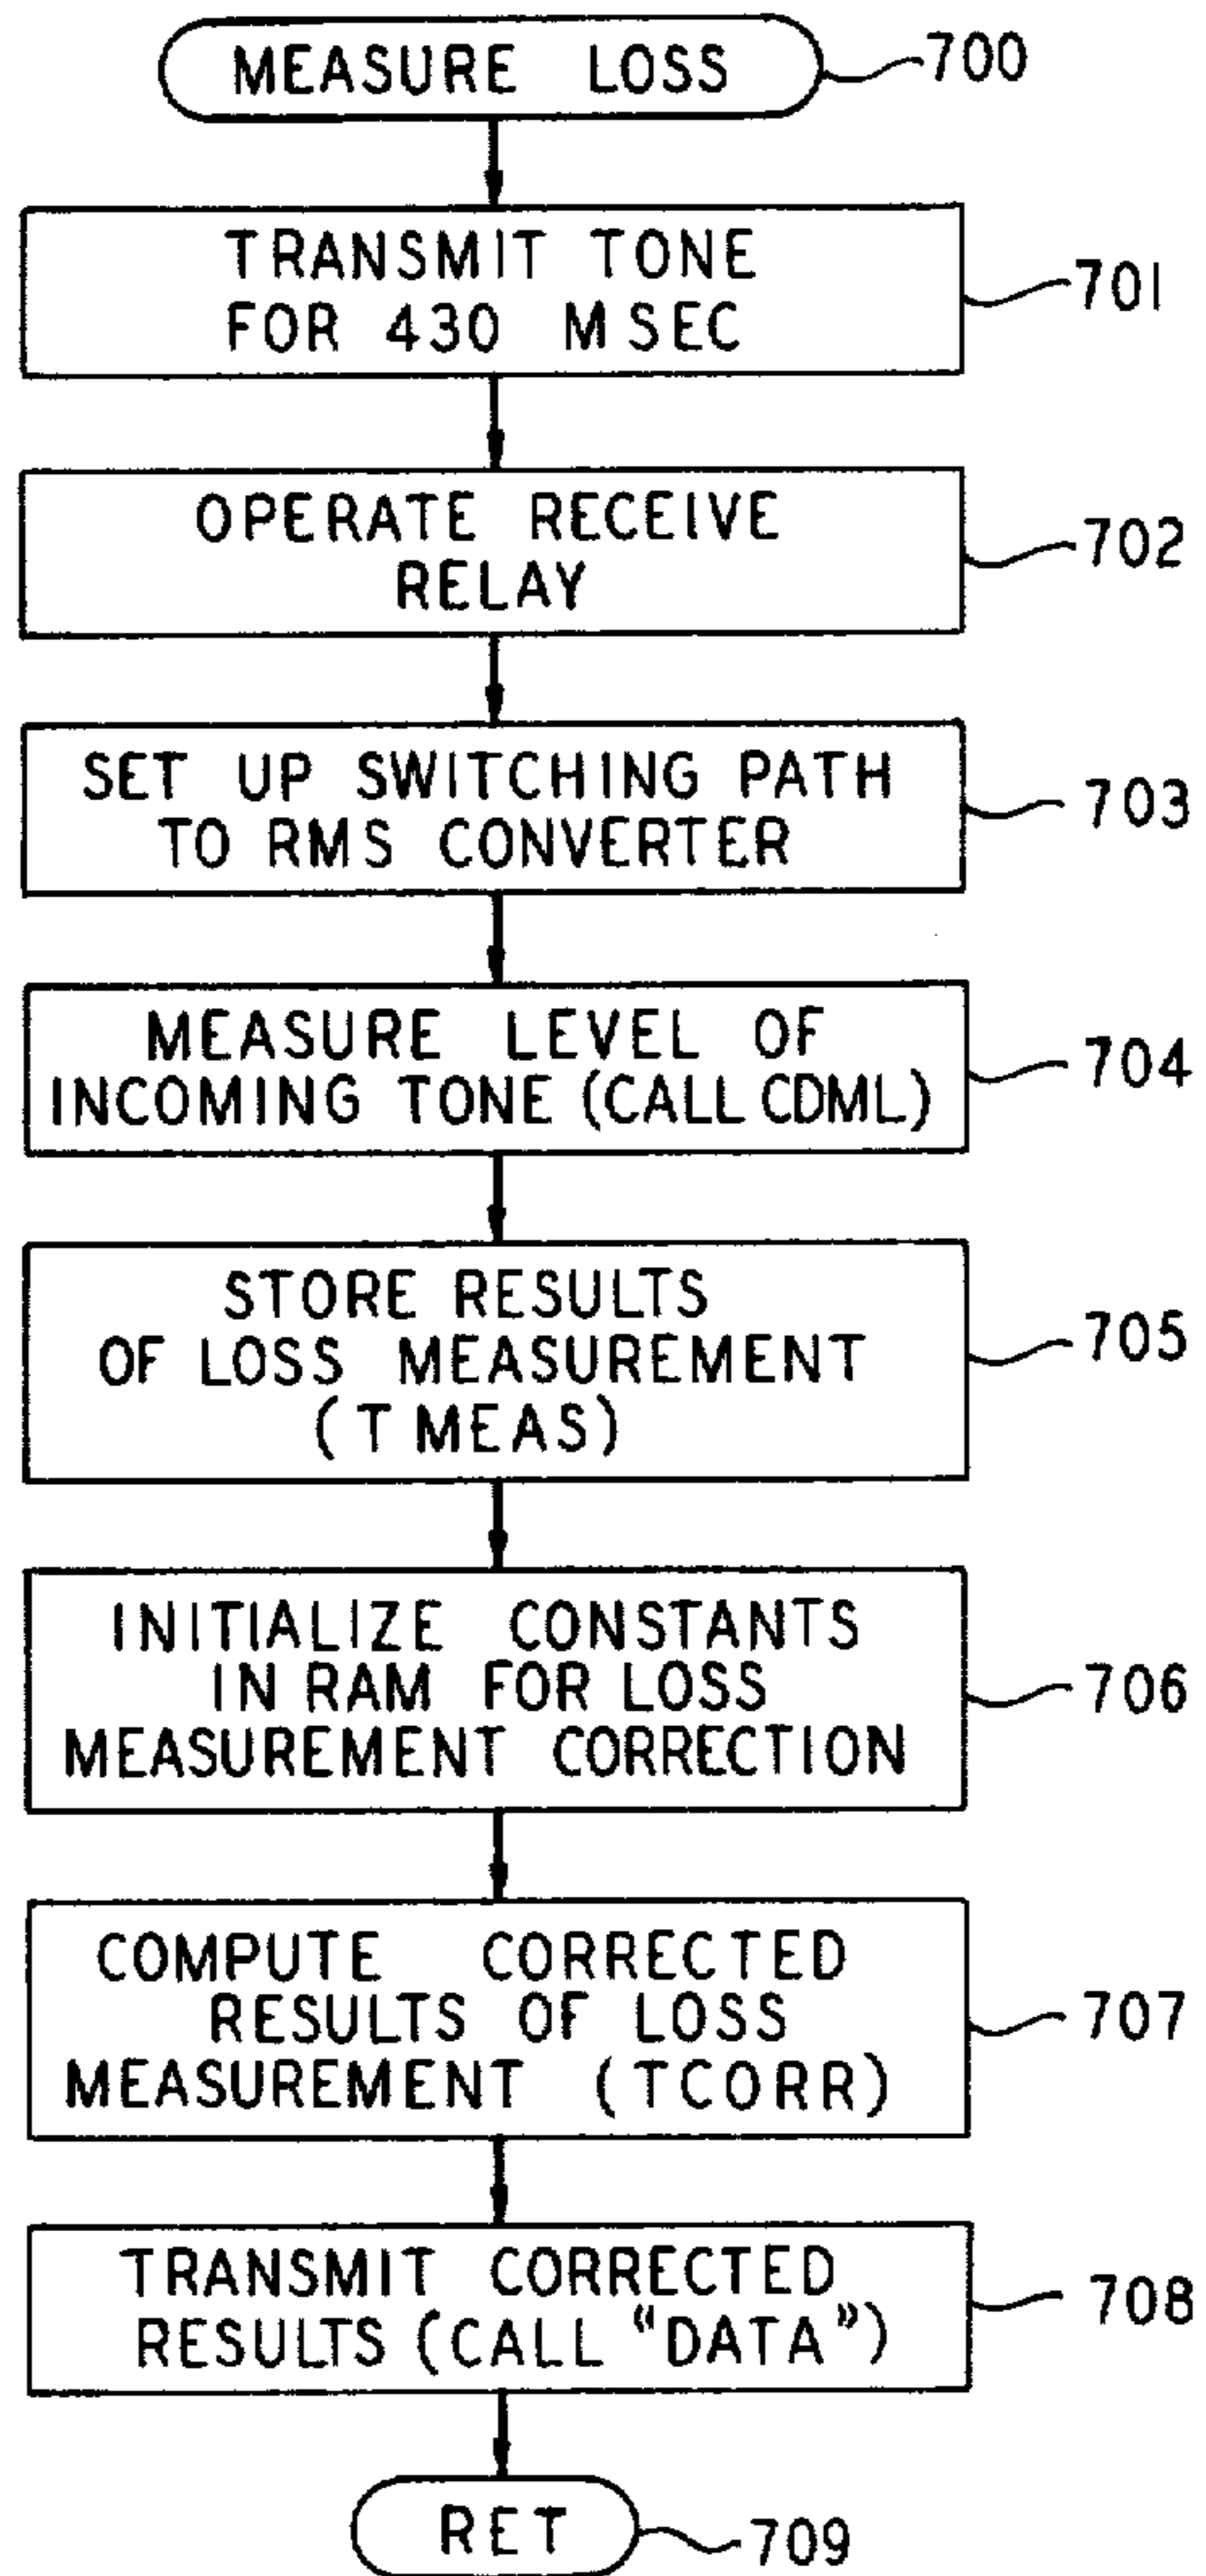 MEASURE LOSS
700
TRANSMIT TONE
FOR 430 MSEC
701
OPERATE RECEIVE
RELAY
702
SET UP SWITCHING PATH
TO RMS CONVERTER
703
MEASURE LEVEL OF
INCOMING TONE (CALL CDML)
704
STORE RESULTS
OF LOSS MEASUREMENT
(T MEAS)
705
INITIALIZE CONSTANTS
IN RAM FOR LOSS
MEASUREMENT CORRECTION
706
COMPUTE CORRECTED
RESULTS OF LOSS
MEASUREMENT (TCORR)
707
TRANSMIT CORRECTED
RESULTS (CALL "DATA")
708
RET
709